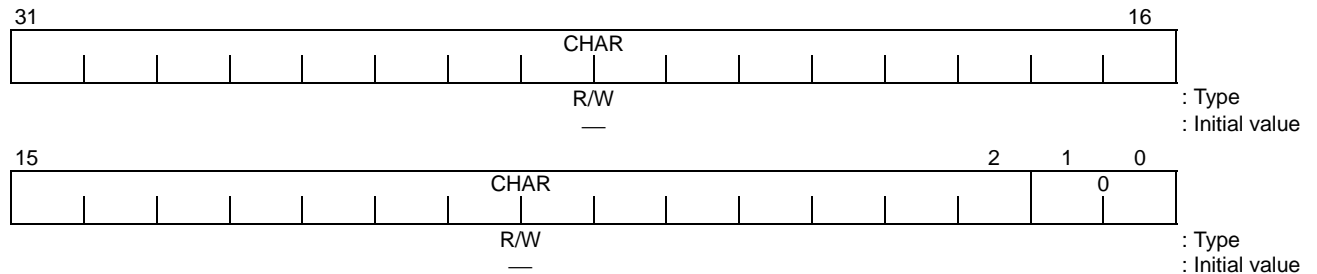 31 16
CHAR
R/W : Type
— : Initial value
15 2 1 0
CHAR 0
R/W : Type
— : Initial value